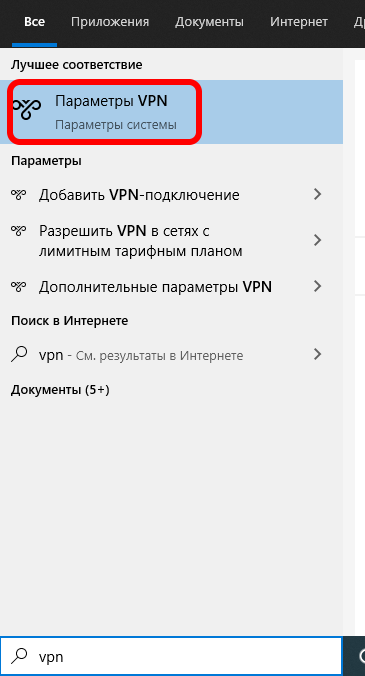 Все Приложения Документы Интернет
Лучшее соответствие
Параметры VPN
Параметры системы
Параметры
Добавить VPN-подключение
Разрешить VPN в сетях с
лимитным тарифным планом
Дополнительные параметры VPN
Поиск в Интернете
vpn - См. результаты в Интернете
Документы (5+)
vpn